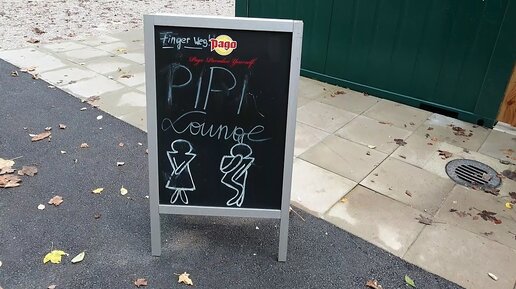 Finger weg!
Pago
Pago Paradise Yourself
PIPI
Lounge